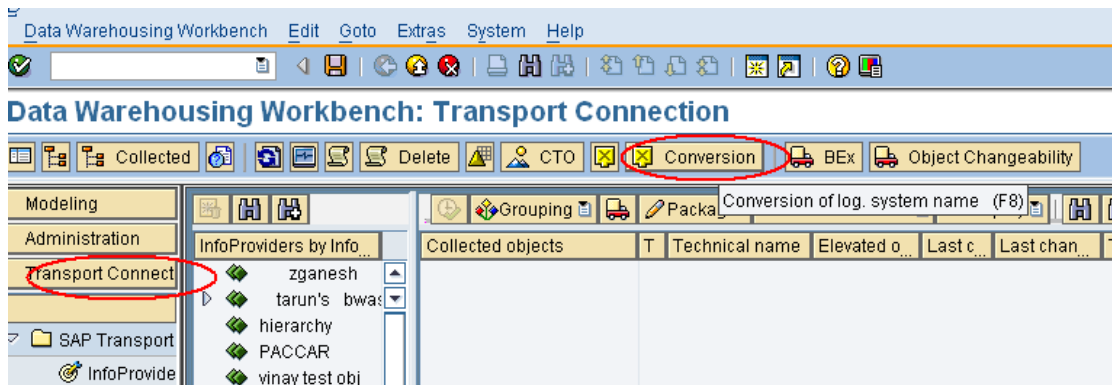 Data Warehousing Workbench Edit Goto Extras System Help
Data Warehousing Workbench: Transport Connection
Collected Delete CTO Conversion BEx Object Changeability
Modeling
Conversion of log. system name (F8)
Grouping Packa
Administration
InfoProviders by Info...
Collected objects T Technical name Elevated o... Last c... Last chan...
Transport Connect
zganesh
tarun's bwas
hierarchy
SAP Transport
PACCAR
InfoProvide
vinay test obj